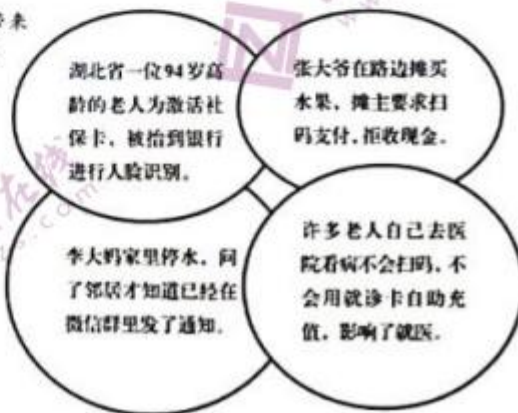 来
湖北省一位94岁高
龄的老人为激活社
保卡,被抬到银行
进行人脸识别。
张大爷在路边摊买
水果,摊主要求扫
码支付,拒收现金。
李大妈家里停水,问
了邻居才知道已经在
微信群里发了通知。
许多老人自己去医
院看病不会扫码,不
会用就诊卡自助充
值,影响了就医。